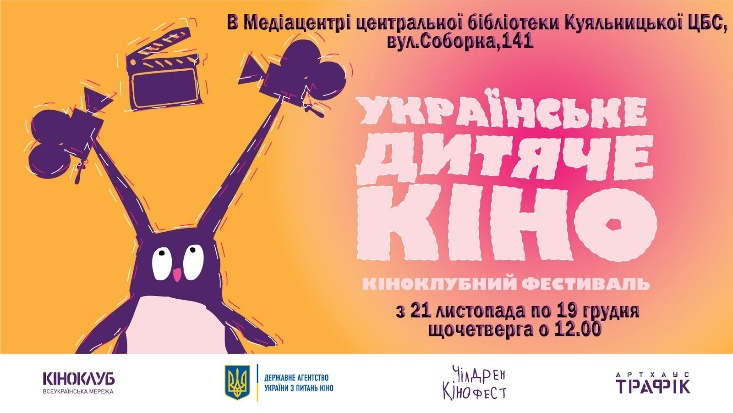 В Медіацентрі центральної бібліотеки Куяльницької ЦБС,
вул.Соборна,141
УКРАЇНСЬКЕ
ДИТЯЧЕ
КІНО
КІНОКЛУБНИЙ ФЕСТИВАЛЬ
з 21 листопада по 19 грудня
щочетверга о 12.00
КІНОКЛУБ
ВСЕУКРАЇНСЬКА МЕРЕЖА
ДЕРЖАВНЕ АГЕНТСТВО
УКРАЇНИ З ПИТАНЬ КІНО
ЧІЛДРЕН
КІНОФЕСТ
АРТХАУС
ТРАФІК